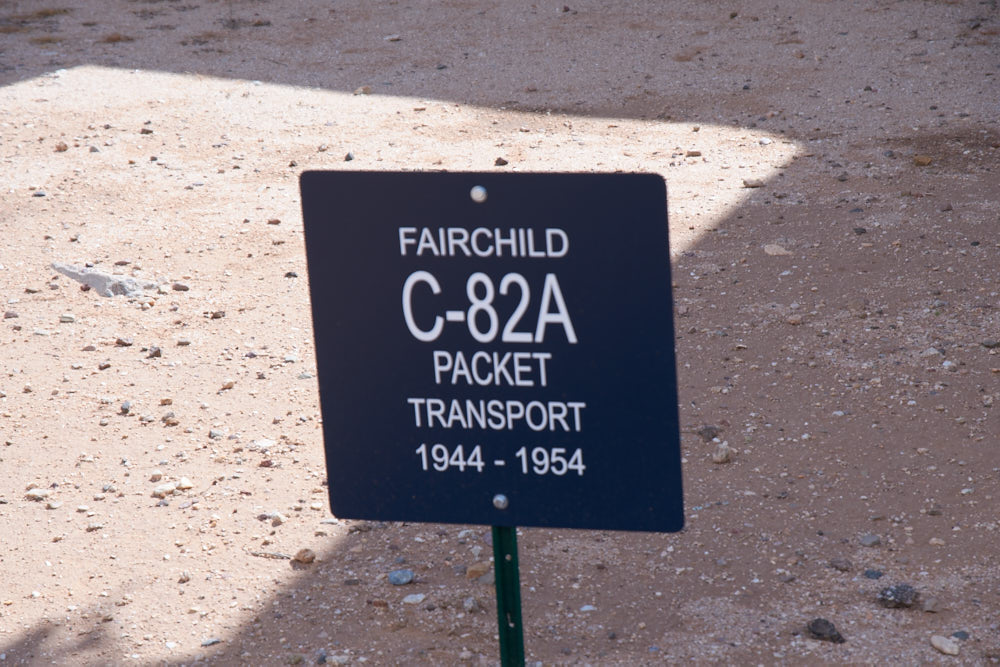 FAIRCHILD
C-82A
PACKET
TRANSPORT
1944 - 1954